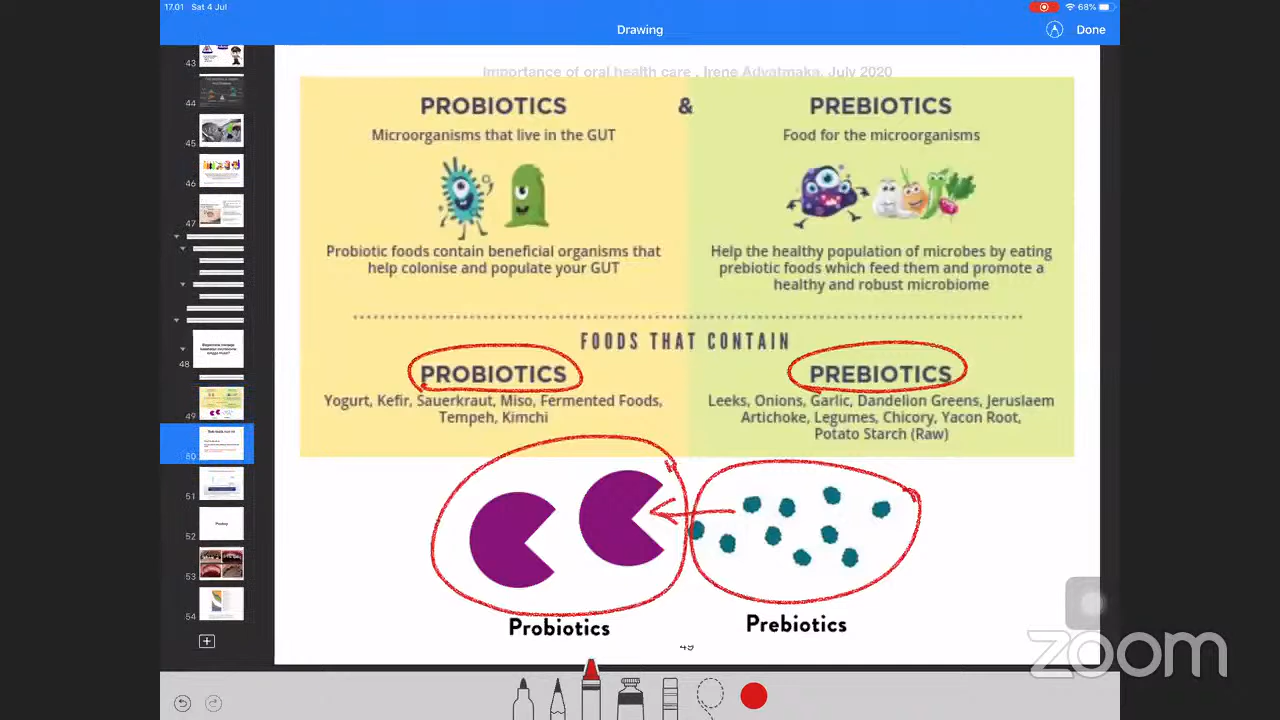 17.01 Sat 4 Jul
68%
Drawing
Done
Importance of oral health care , Irene Adyatmaka, July 2020
PROBIOTICS & PREBIOTICS
Microorganisms that live in the GUT
Food for the microorganisms
Probiotic foods contain beneficial organisms that
help colonise and populate your GUT
Help the healthy population of microbes by eating
prebiotic foods which feed them and promote a
healthy and robust microbiome
FOODS THAT CONTAIN
PROBIOTICS
Yogurt, Kefir, Sauerkraut, Miso, Fermented Foods,
Tempeh, Kimchi
PREBIOTICS
Leeks, Onions, Garlic, Dandelion Greens, Jeruslaem
Artichoke, Legumes, Chicory, Yacon Root,
Potato Starch (Raw)
Probiotics
Prebiotics
49
zoom
43
44
45
46
47
48
49
50
51
52
53
54